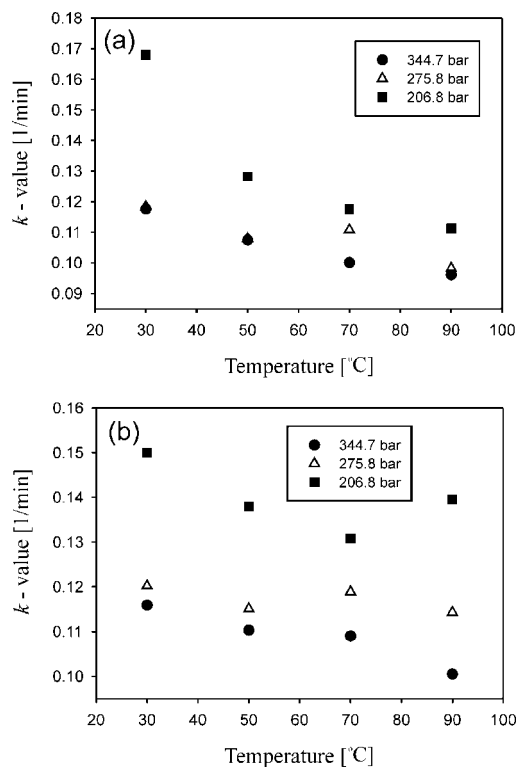 (a)
0.18
0.17
0.16
0.15
0.14
0.13
0.12
0.11
0.10
0.09
k - value [1/min]
344.7 bar
275.8 bar
206.8 bar
20 30 40 50 60 70 80 90 100
Temperature [°C]
(b)
0.16
0.15
0.14
0.13
0.12
0.11
0.10
k - value [1/min]
344.7 bar
275.8 bar
206.8 bar
20 30 40 50 60 70 80 90 100
Temperature [°C]